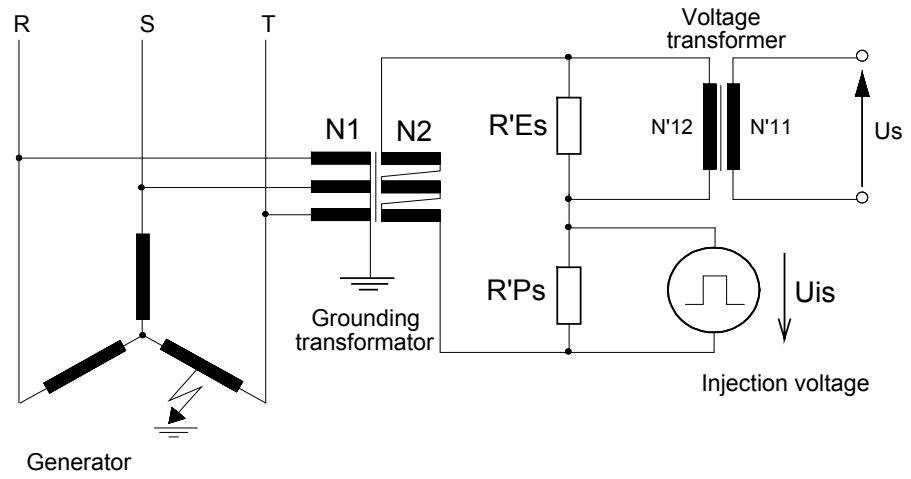 R S T
Voltage
transformer
N1 N2
R'Es
N'12 N'11
Us
R'Ps
Uis
Grounding
transformator
Injection voltage
Generator